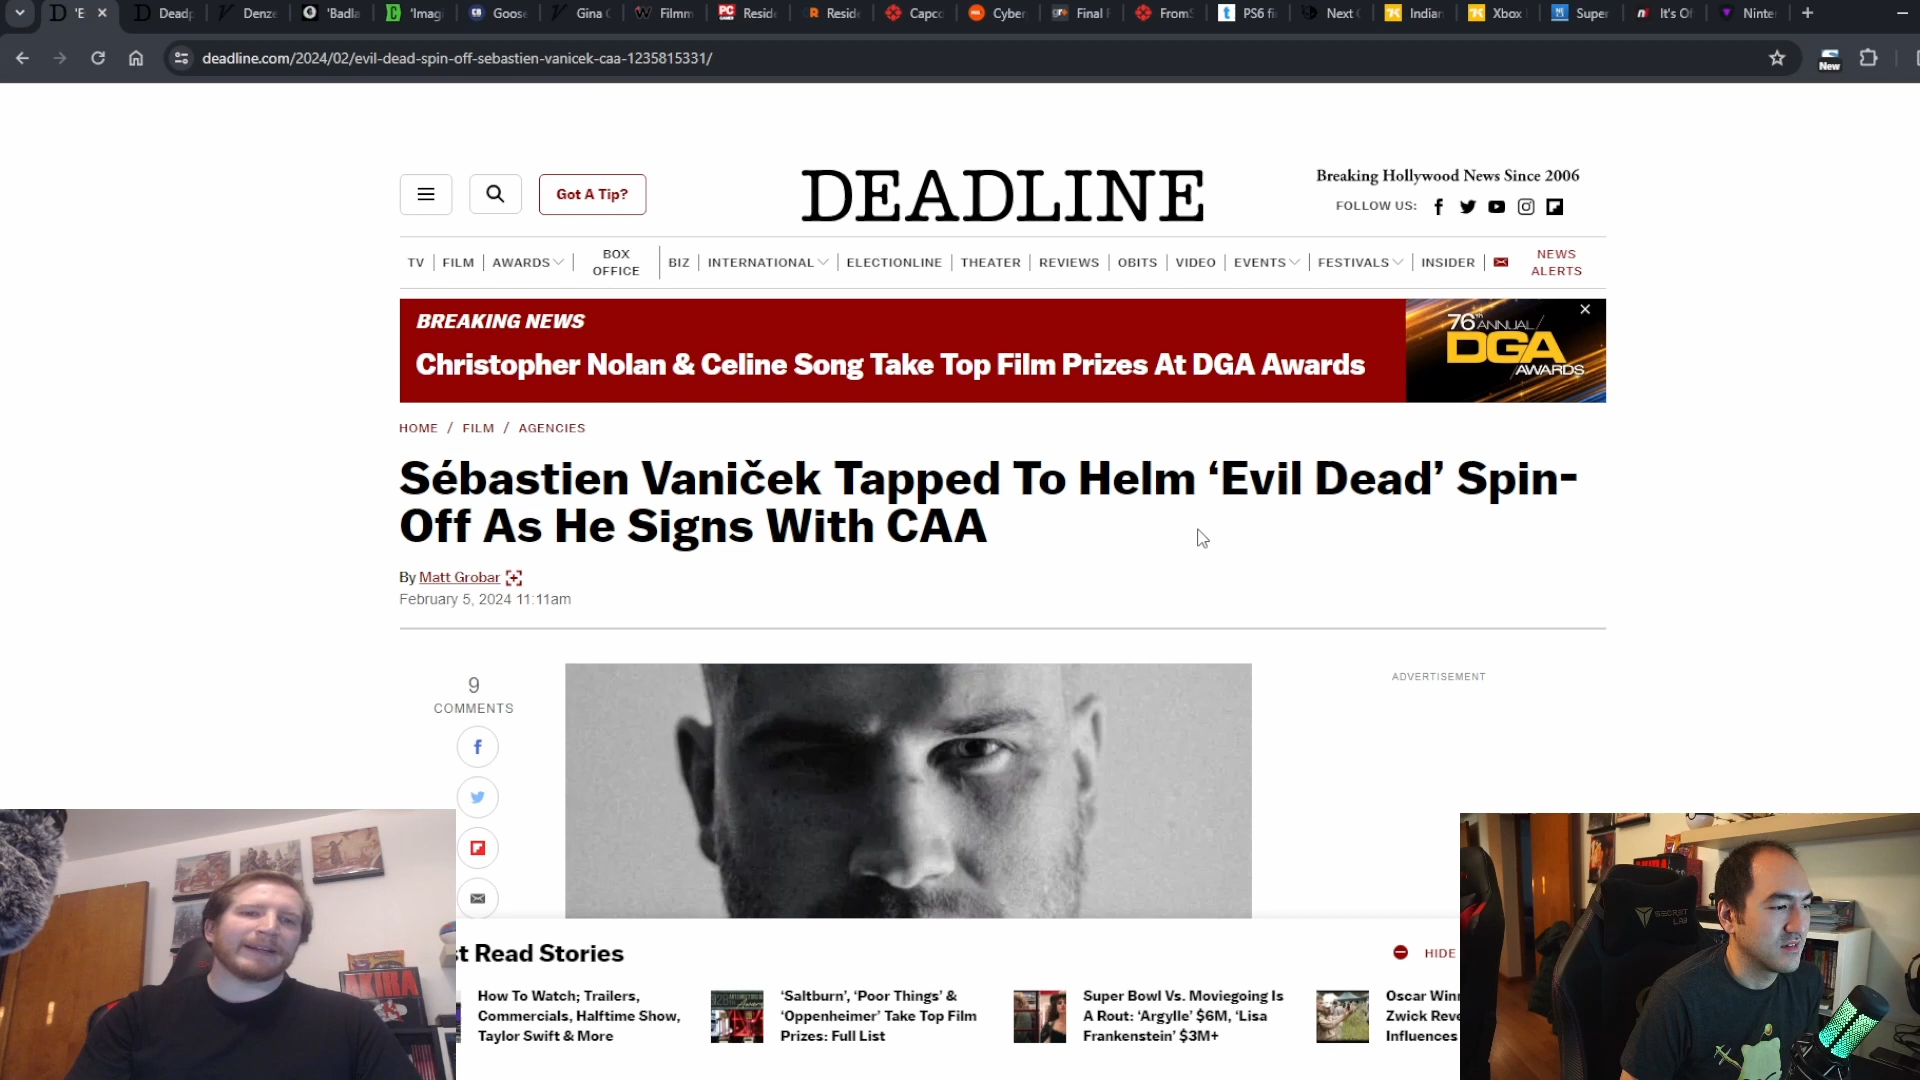 'E
Deadp
Denze
'Badla
'Imagi
Goose
Gina C
Filmm
Resid
Resid
Capco
Cyber
Final F
FromS
PS6 fi
Next G
Indian
Xbox
Super
It's Of
Ninte
deadline.com/2024/02/evil-dead-spin-off-sebastien-vanicek-caa-1235815331/
New
Got A Tip?
DEADLINE
Breaking Hollywood News Since 2006
FOLLOW US:
TV FILM AWARDS BOX OFFICE BIZ INTERNATIONAL ELECTIONLINE THEATER REVIEWS OBITS VIDEO EVENTS FESTIVALS INSIDER NEWS ALERTS
BREAKING NEWS
Christopher Nolan & Celine Song Take Top Film Prizes At DGA Awards
76th ANNUAL
DGA
AWARDS
HOME / FILM / AGENCIES
Sébastien Vaniček Tapped To Helm ‘Evil Dead’ Spin-
Off As He Signs With CAA
By Matt Grobar
February 5, 2024 11:11am
9
COMMENTS
ADVERTISEMENT
st Read Stories
HIDE
How To Watch; Trailers,
Commercials, Halftime Show,
Taylor Swift & More
‘Saltburn’, ‘Poor Things’ &
‘Oppenheimer’ Take Top Film
Prizes: Full List
Super Bowl Vs. Moviegoing Is
A Rout: ‘Argylle’ $6M, ‘Lisa
Frankenstein’ $3M+
Oscar Win
Zwick Reve
Influences
AKIRA
SECRET
LAB